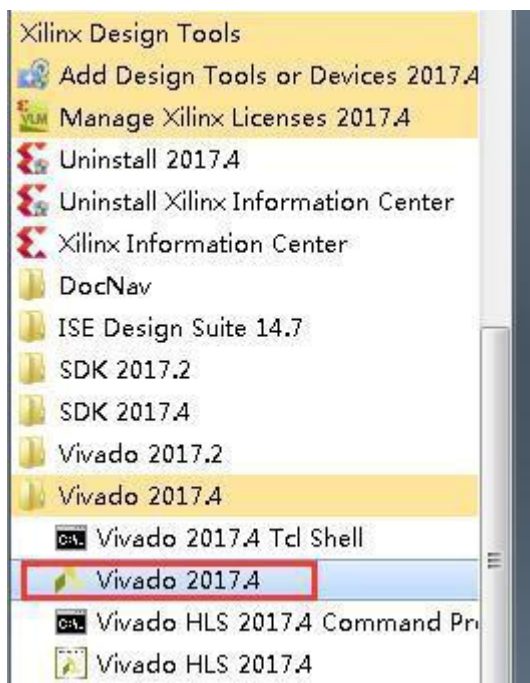 Xilinx Design Tools
Add Design Tools or Devices 2017.4
Manage Xilinx Licenses 2017.4
Uninstall 2017.4
Uninstall Xilinx Information Center
Xilinx Information Center
DocNav
ISE Design Suite 14.7
SDK 2017.2
SDK 2017.4
Vivado 2017.2
Vivado 2017.4
Vivado 2017.4 Tcl Shell
Vivado 2017.4
Vivado HLS 2017.4 Command Pr
Vivado HLS 2017.4